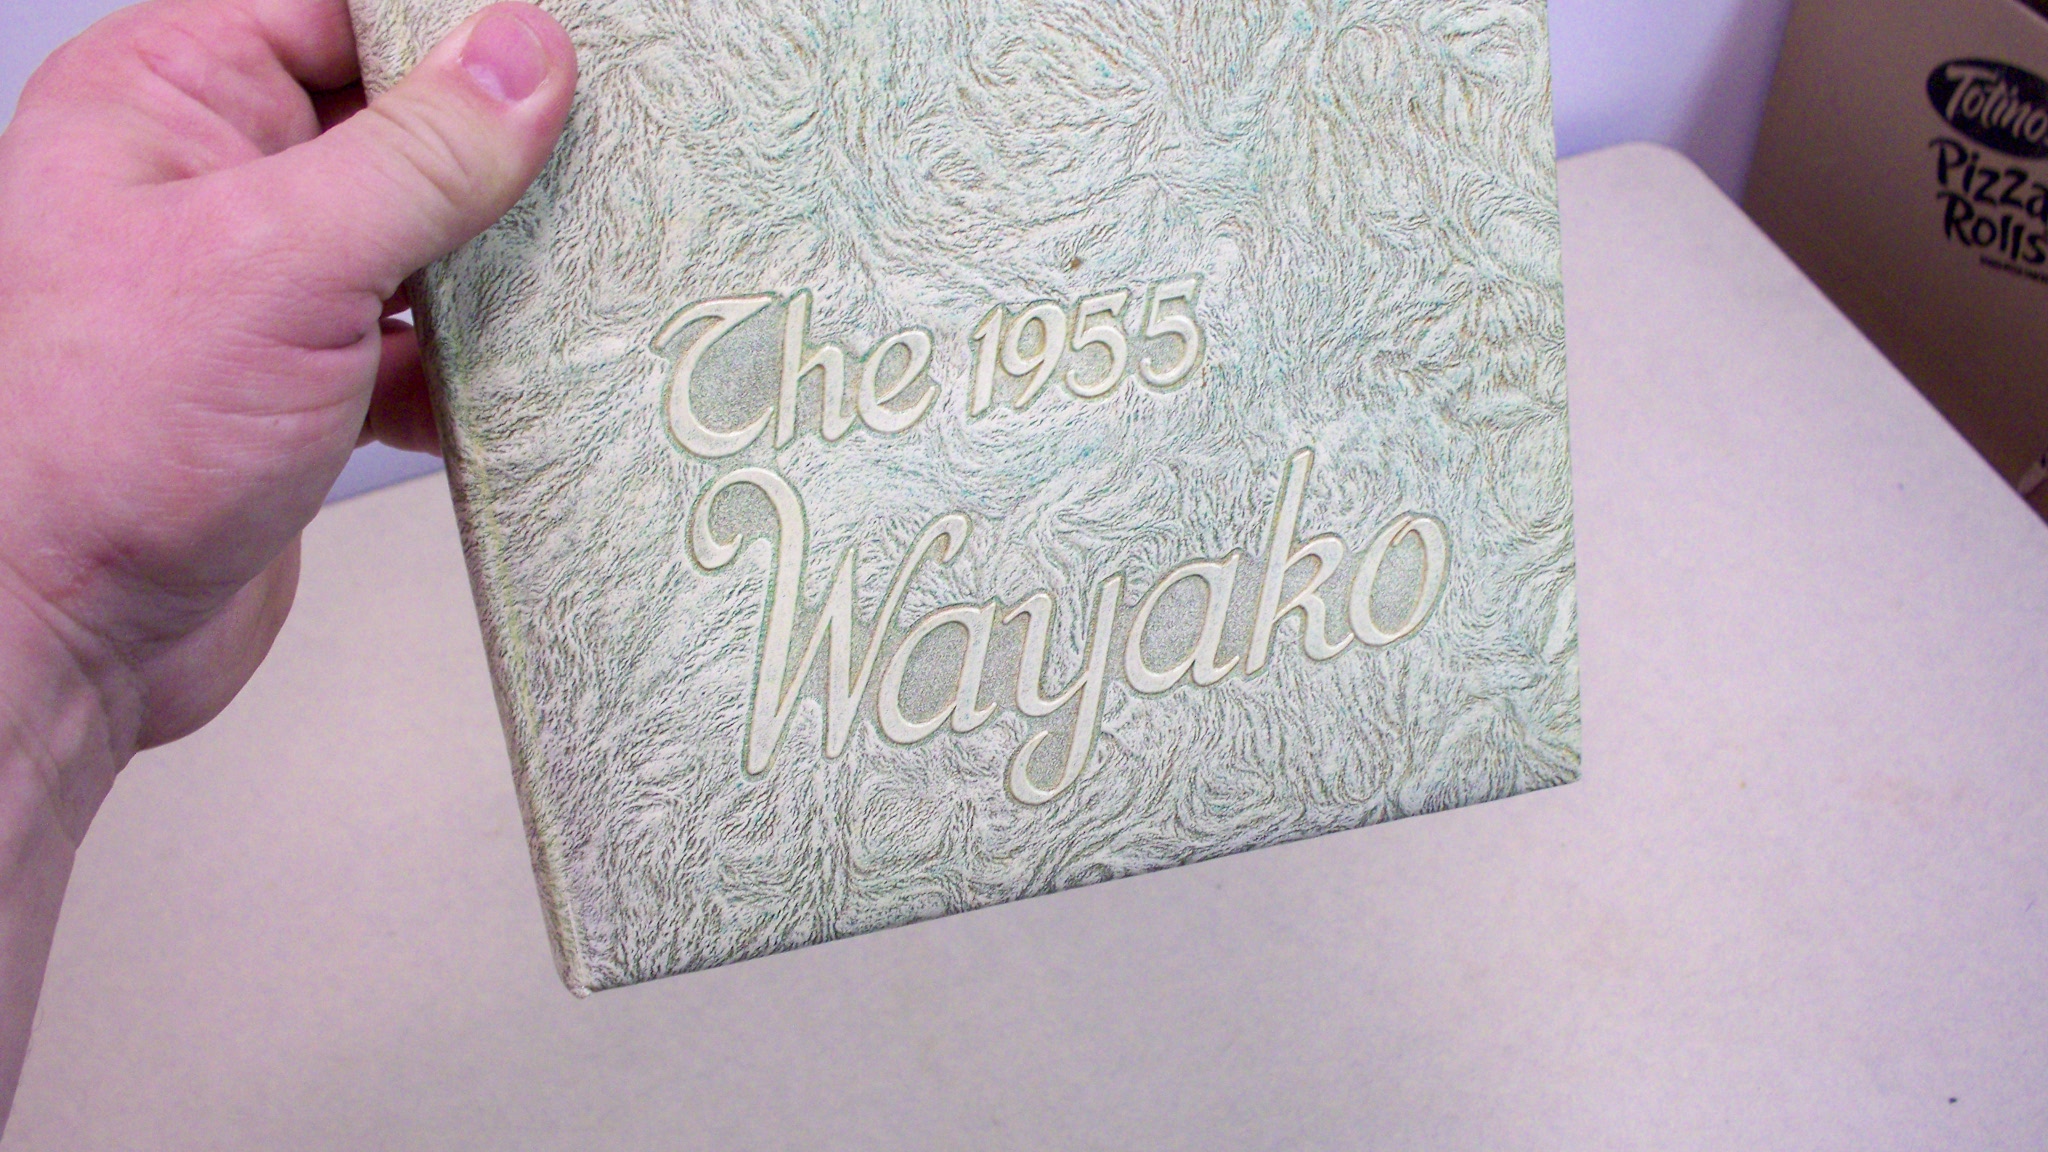 The 1955
Wayako
Totino's
Pizza
Rolls